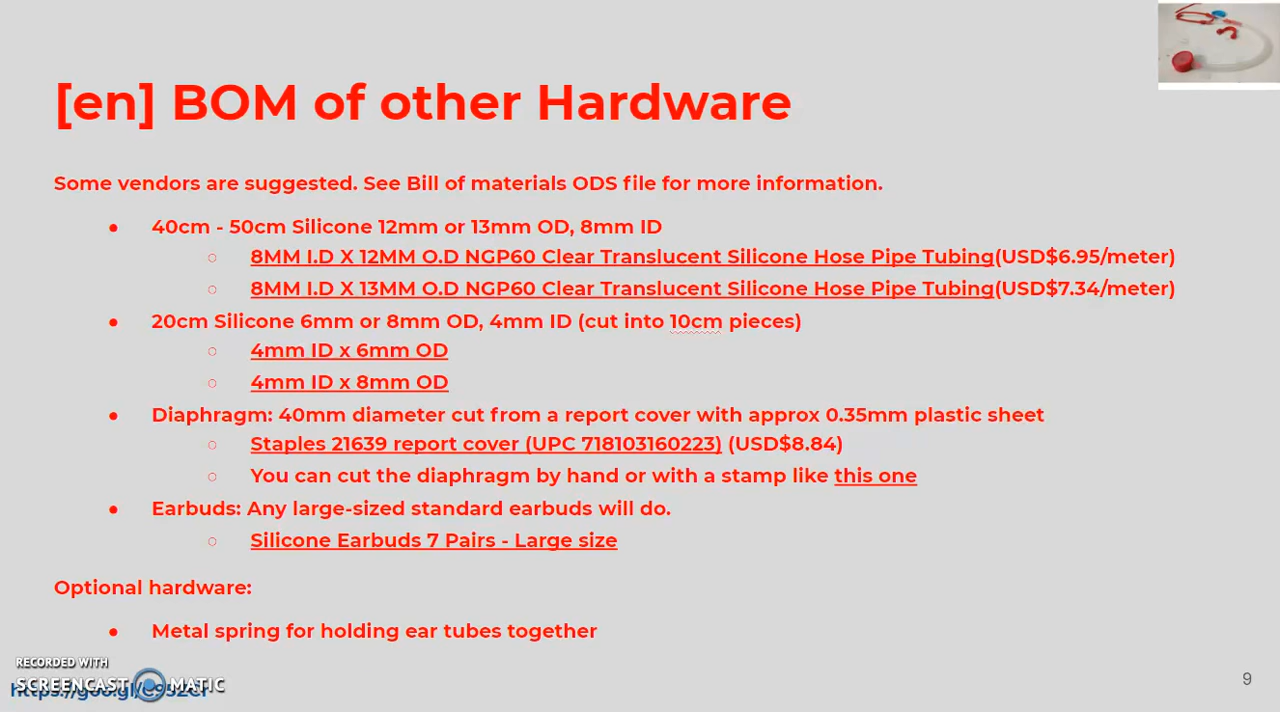 [en] BOM of other Hardware
Some vendors are suggested. See Bill of materials ODS file for more information.
● 40cm - 50cm Silicone 12mm or 13mm OD, 8mm ID
○ 8MM I.D X 12MM O.D NGP60 Clear Translucent Silicone Hose Pipe Tubing(USD$6.95/meter)
○ 8MM I.D X 13MM O.D NGP60 Clear Translucent Silicone Hose Pipe Tubing(USD$7.34/meter)
● 20cm Silicone 6mm or 8mm OD, 4mm ID (cut into 10cm pieces)
○ 4mm ID x 6mm OD
○ 4mm ID x 8mm OD
● Diaphragm: 40mm diameter cut from a report cover with approx 0.35mm plastic sheet
○ Staples 21639 report cover (UPC 718103160223) (USD$8.84)
○ You can cut the diaphragm by hand or with a stamp like this one
● Earbuds: Any large-sized standard earbuds will do.
○ Silicone Earbuds 7 Pairs - Large size
Optional hardware:
● Metal spring for holding ear tubes together
RECORDED WITH
SCREENCAST MATIC
9